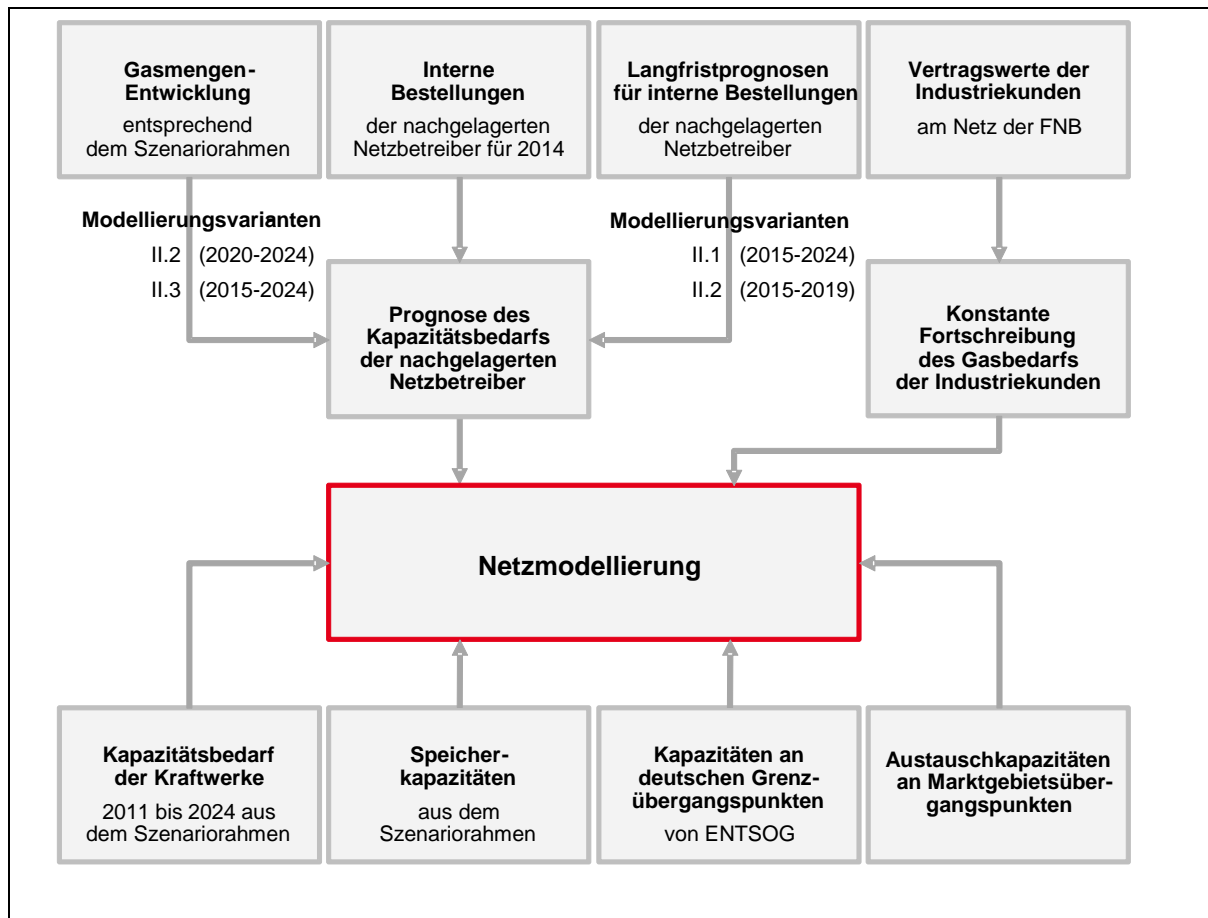 Gasmengen-
Entwicklung
entsprechend
dem Szenariorahmen
Interne
Bestellungen
der nachgelagerten
Netzbetreiber für 2014
Langfristprognosen
für interne Bestellungen
der nachgelagerten
Netzbetreiber
Vertragswerte der
Industriekunden
am Netz der FNB
Modellierungsvarianten
II.2 (2020-2024)
II.3 (2015-2024)
Modellierungsvarianten
II.1 (2015-2024)
II.2 (2015-2019)
Prognose des
Kapazitätsbedarfs
der nachgelagerten
Netzbetreiber
Konstante
Fortschreibung
des Gasbedarfs
der Industriekunden
Netzmodellierung
Kapazitätsbedarf
der Kraftwerke
2011 bis 2024 aus
dem Szenariorahmen
Speicher-
kapazitäten
aus dem
Szenariorahmen
Kapazitäten an
deutschen Grenz-
übergangspunkten
von ENTSOG
Austauschkapazitäten
an Marktgebietsüber-
gangspunkten